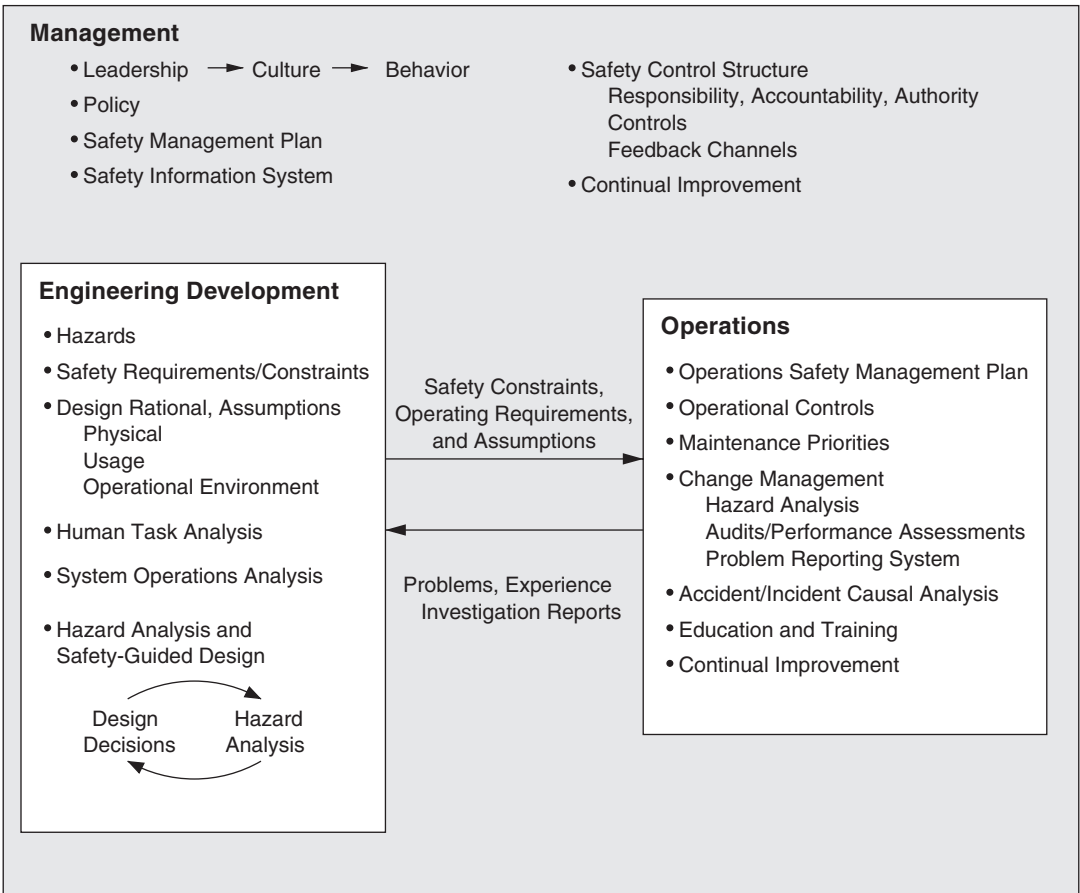 Management
• Leadership → Culture → Behavior
• Policy
• Safety Management Plan
• Safety Information System
• Safety Control Structure
Responsibility, Accountability, Authority
Controls
Feedback Channels
• Continual Improvement
Engineering Development
• Hazards
• Safety Requirements/Constraints
• Design Rational, Assumptions
Physical
Usage
Operational Environment
• Human Task Analysis
• System Operations Analysis
• Hazard Analysis and
Safety-Guided Design
Design
Decisions
Hazard
Analysis
Safety Constraints,
Operating Requirements,
and Assumptions
Problems, Experience
Investigation Reports
Operations
• Operations Safety Management Plan
• Operational Controls
• Maintenance Priorities
• Change Management
Hazard Analysis
Audits/Performance Assessments
Problem Reporting System
• Accident/Incident Causal Analysis
• Education and Training
• Continual Improvement